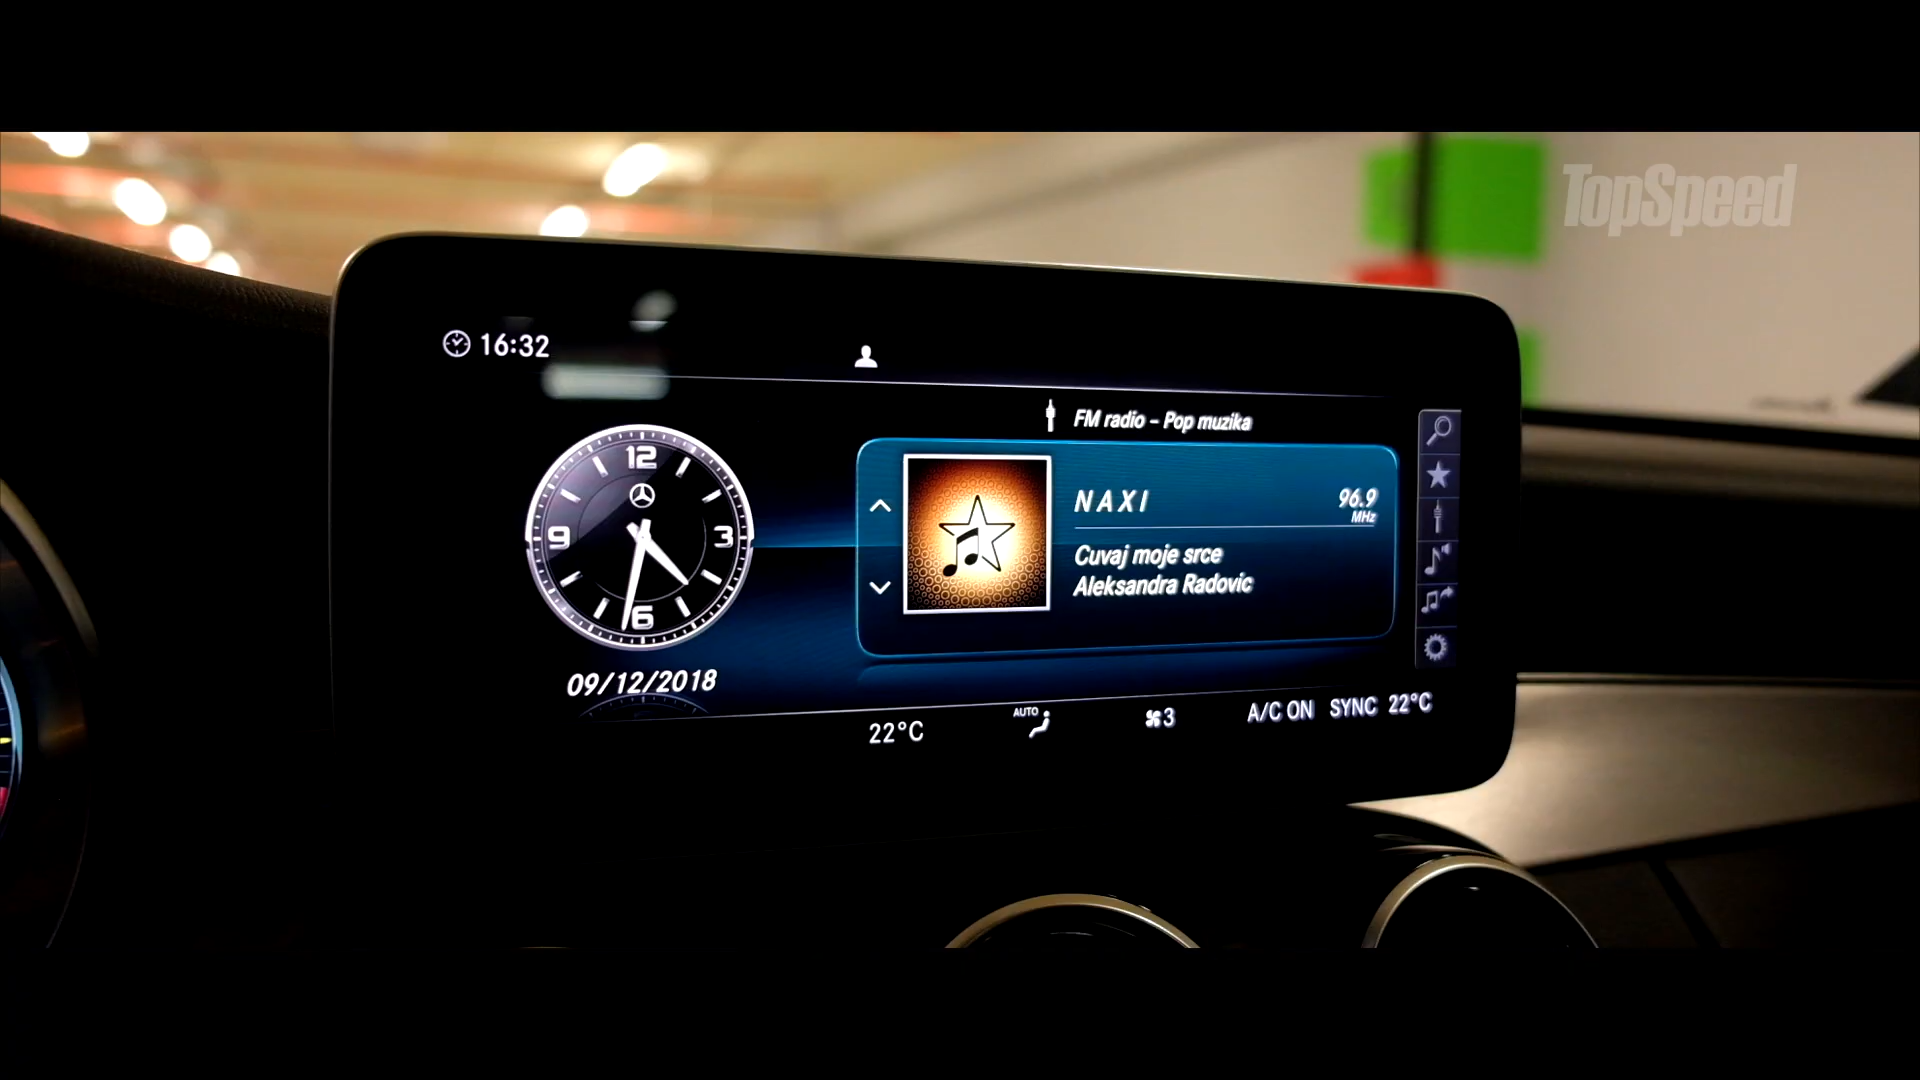 TopSpeed
16:32
FM radio – Pop muzika
12
3
6
9
NAXI
96.9
MHz
Cuvaj moje srce
Aleksandra Radovic
09/12/2018
22°C
AUTO
3
A/C ON
SYNC
22°C